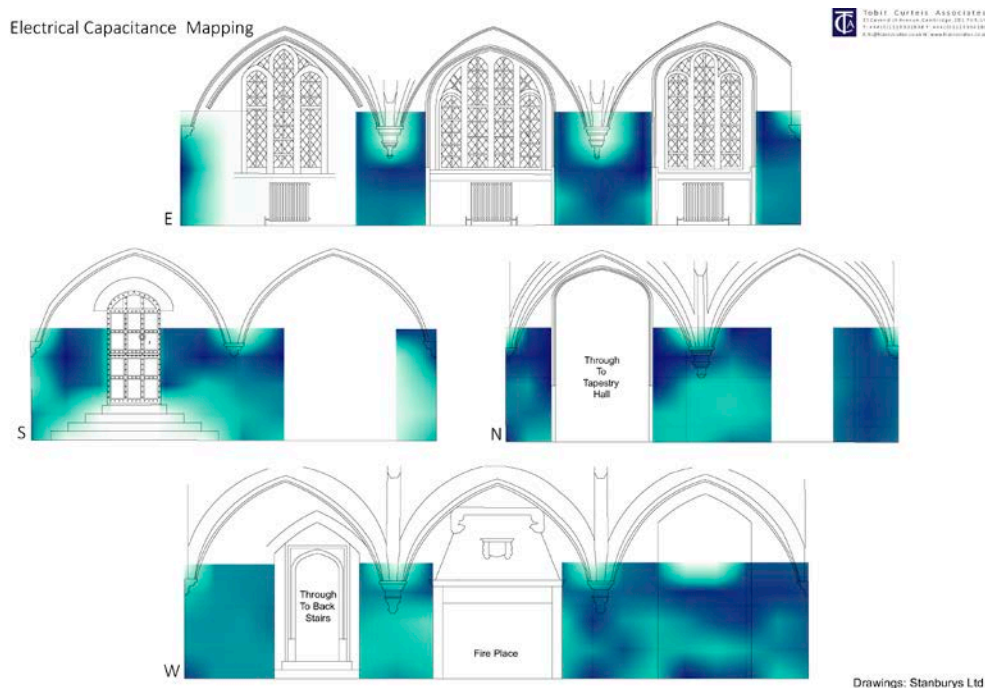 Electrical Capacitance Mapping
Tobit Curteis Associates
E
S
Through
To
Tapestry
Hall
N
Through
To Back
Stairs
Fire Place
W
Drawings: Stanburys Ltd